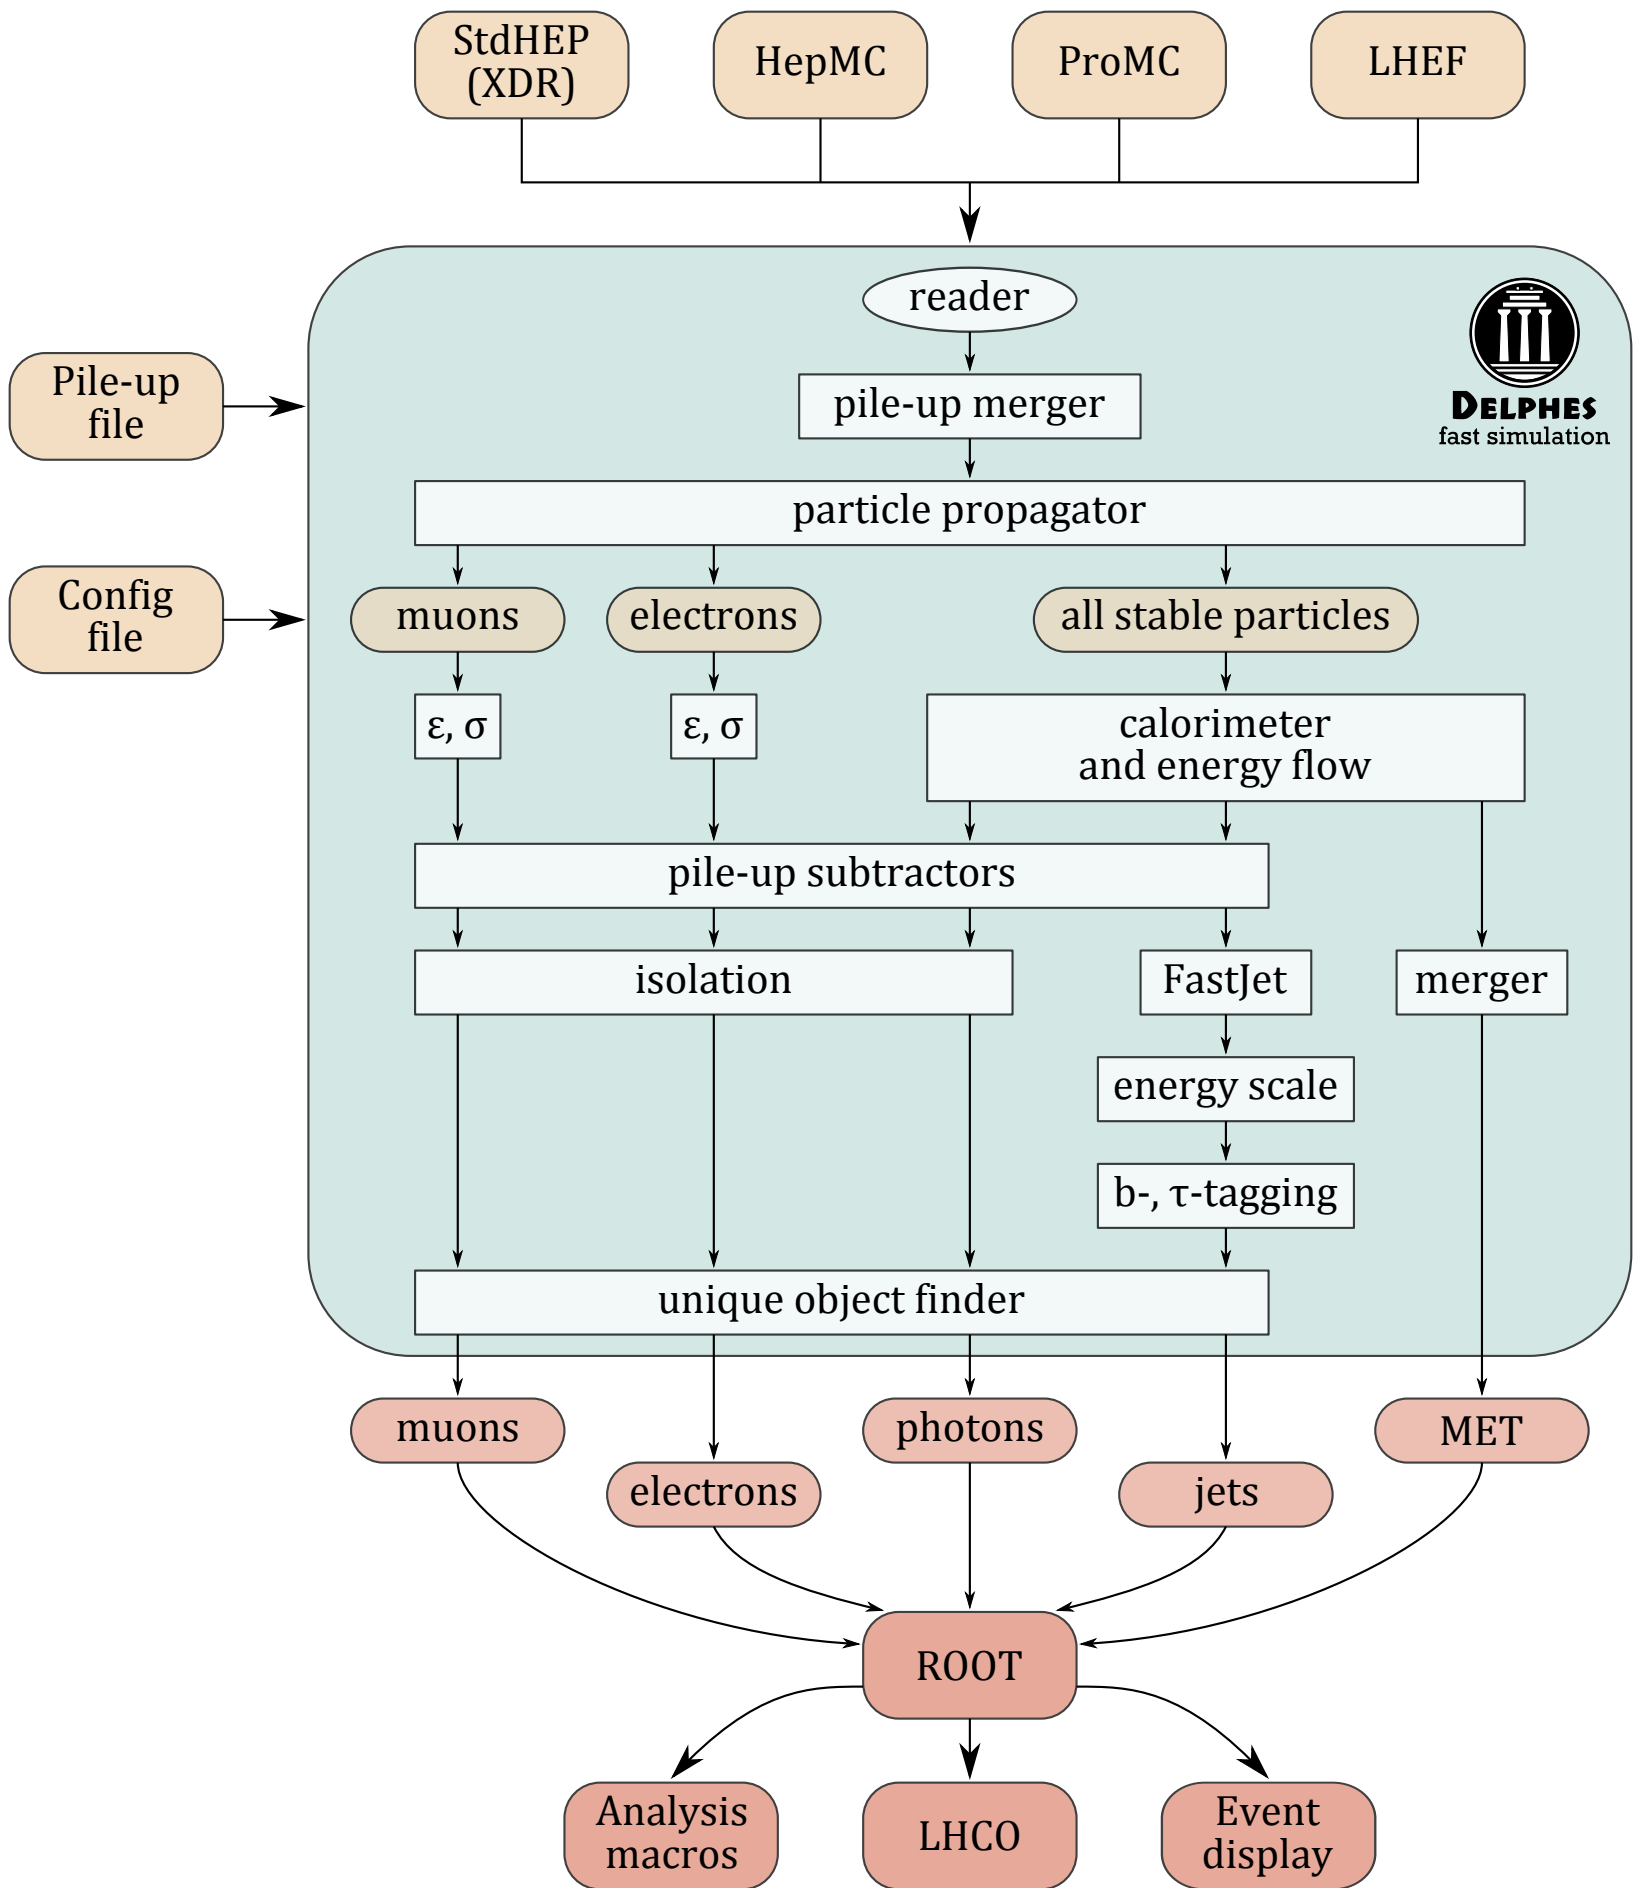 StdHEP
(XDR)
HepMC
ProMC
LHEF
reader
Pile-up
file
pile-up merger
DELPHES
fast simulation
particle propagator
Config
file
muons
electrons
all stable particles
ε, σ
ε, σ
calorimeter
and energy flow
pile-up subtractors
isolation
FastJet
merger
energy scale
b-, τ-tagging
unique object finder
muons
photons
MET
electrons
jets
ROOT
Analysis
macros
LHCO
Event
display